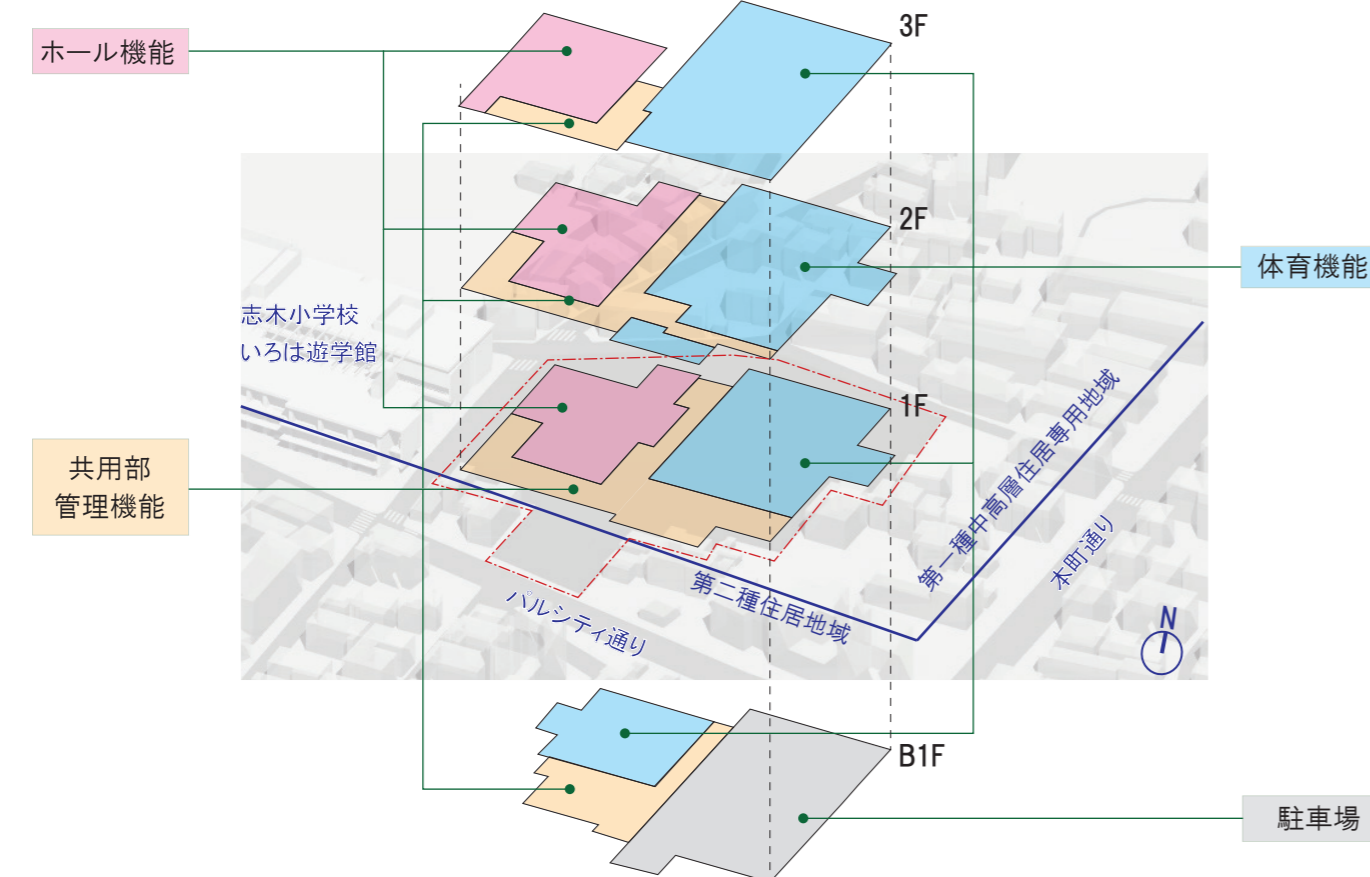 ホール機能
3F
2F
体育機能
志木小学校
いろは遊学館
1F
共用部
管理機能
第一種中高層住居専用地域
本町通り
第二種住居地域
パルシティ通り
N
B1F
駐車場